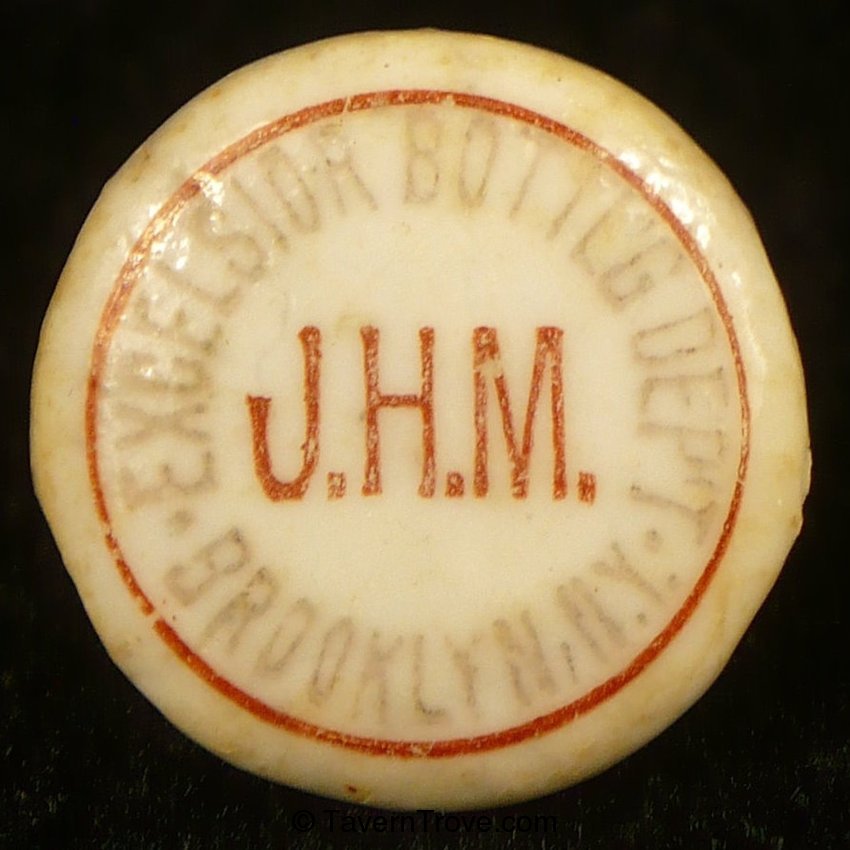 EXCELSIOR BOTTLG DEPT
J.H.M.
· BROOKLYN, N.Y. ·
© TavernTrove.com